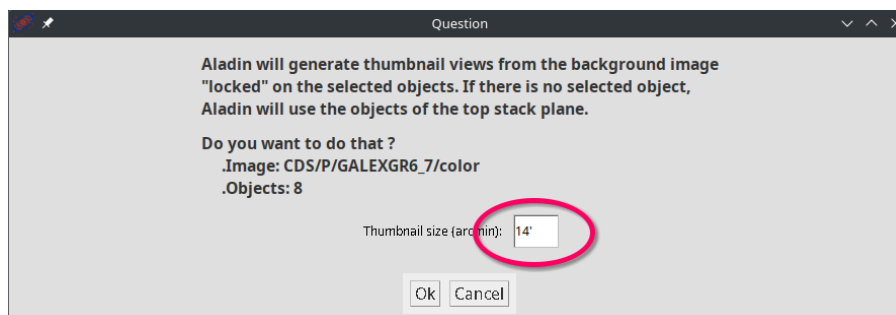 Question
Aladin will generate thumbnail views from the background image
"locked" on the selected objects. If there is no selected object,
Aladin will use the objects of the top stack plane.
Do you want to do that ?
.Image: CDS/P/GALEXGR6_7/color
.Objects: 8
Thumbnail size (arcmin): 14'
Ok Cancel